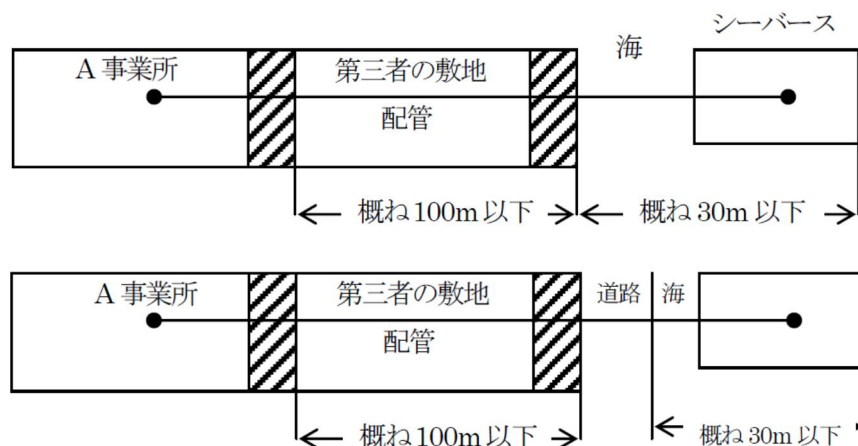 シーバース
海
A 事業所
第三者の敷地
配管
概ね 100m 以下
概ね 30m 以下
A 事業所
第三者の敷地
道路
海
配管
概ね 100m 以下
概ね 30m 以下